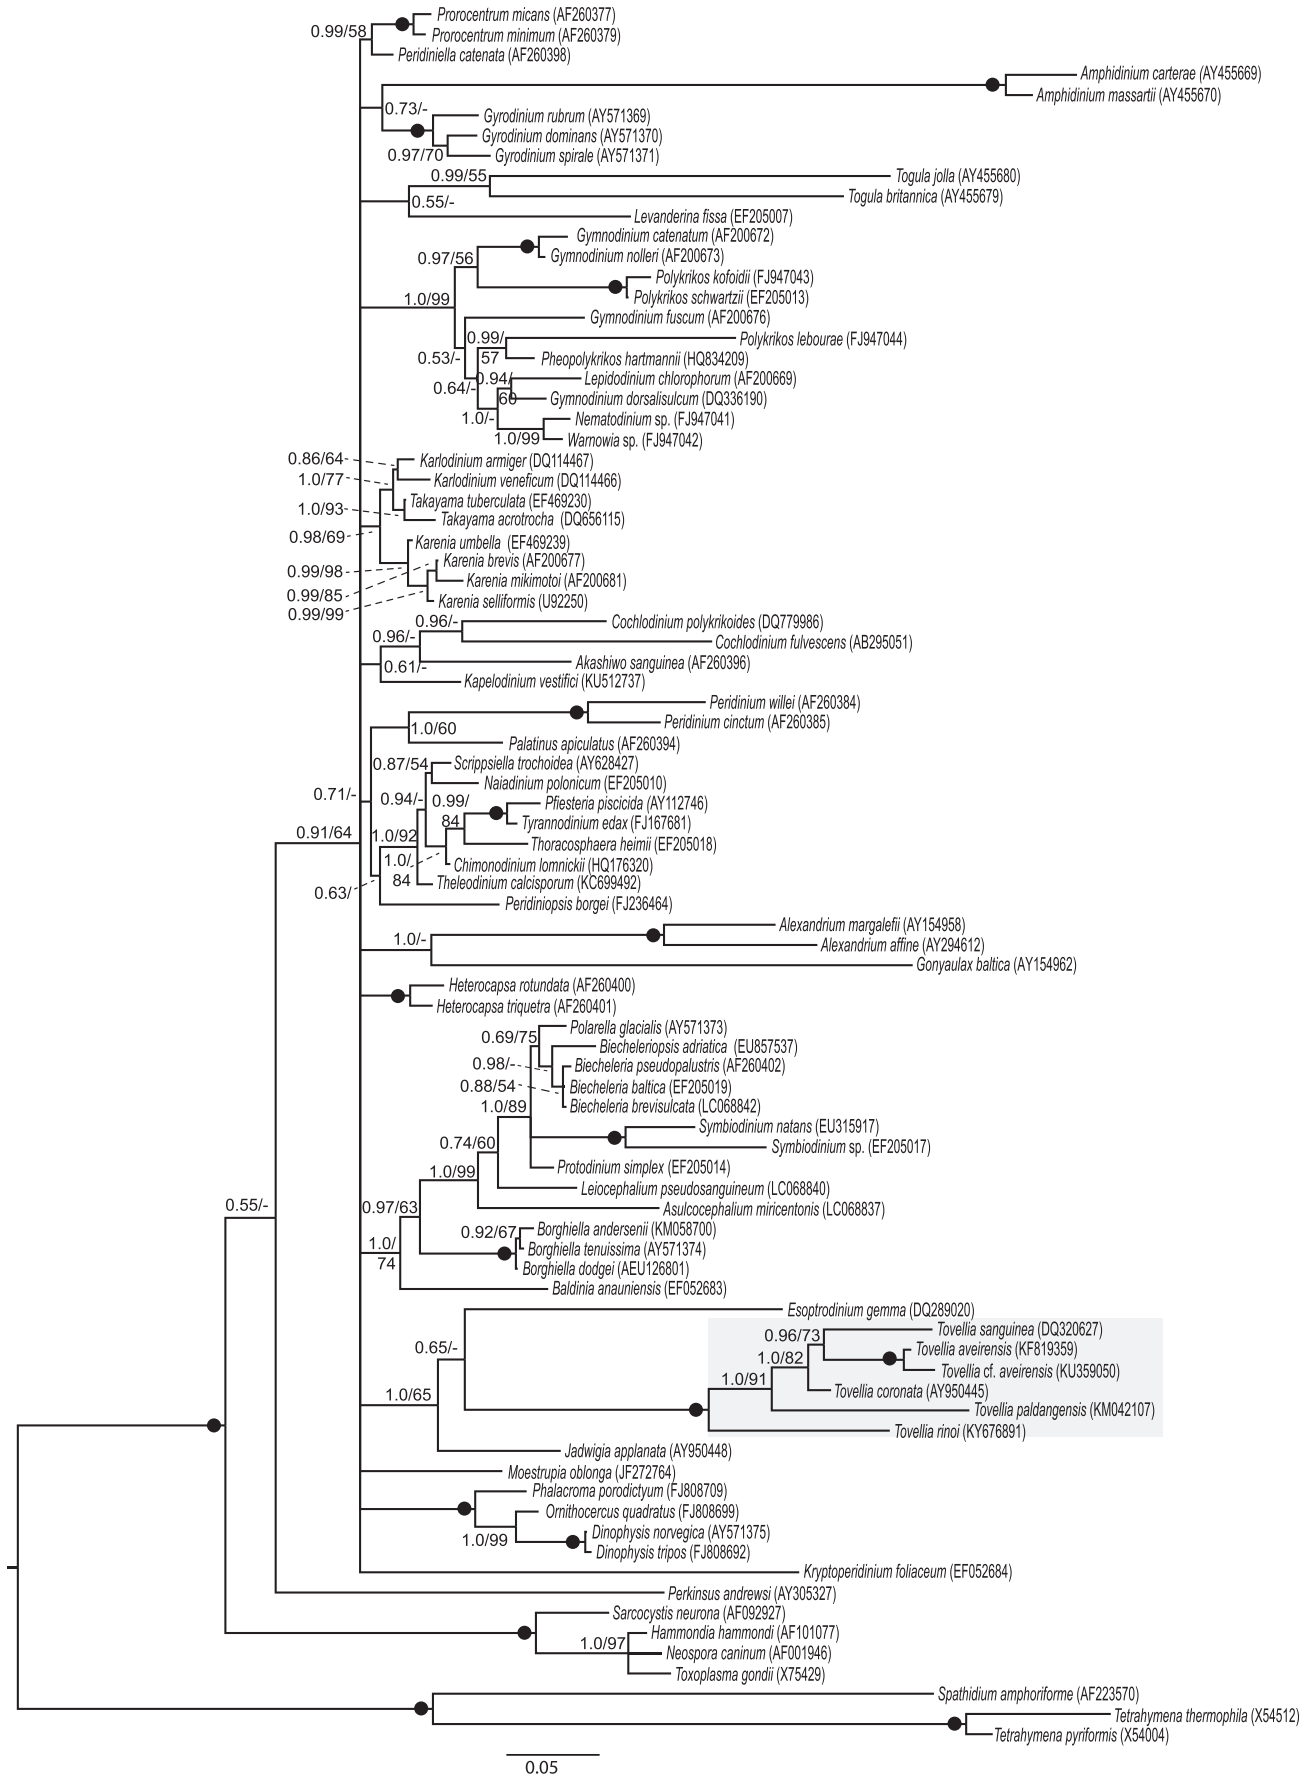 Prorocentrum micans (AF260377)
0.99/58
Prorocentrum minimum (AF260379)
Peridiniella catenata (AF260398)
Amphidinium carterae (AY455669)
Amphidinium massartii (AY455670)
0.73/-
Gyrodinium rubrum (AY571369)
Gyrodinium dominans (AY571370)
0.97/70
Gyrodinium spirale (AY571371)
0.99/55
Togula jolla (AY455680)
Togula britannica (AY455679)
0.55/-
Levanderina fissa (EF205007)
Gymnodinium catenatum (AF200672)
0.97/56
Gymnodinium nolleri (AF200673)
Polykrikos kofoidii (FJ947043)
1.0/99
Polykrikos schwartzii (EF205013)
Gymnodinium fuscum (AF200676)
0.99/
57
Polykrikos lebourae (FJ947044)
0.53/-
Pheopolykrikos hartmannii (HQ834209)
0.64/-
0.94/
60
Lepidodinium chlorophorum (AF200669)
Gymnodinium dorsalisulcum (DQ336190)
1.0/-
Nematodinium sp. (FJ947041)
1.0/99
Warnowia sp. (FJ947042)
0.86/64
Karlodinium armiger (DQ114467)
1.0/77
Karlodinium veneficum (DQ114466)
Takayama tuberculata (EF469230)
1.0/93
Takayama acrotrocha (DQ656115)
0.98/69
Karenia umbella (EF469239)
Karenia brevis (AF200677)
0.99/98
Karenia mikimotoi (AF200681)
0.99/85
Karenia selliformis (U92250)
0.99/99
0.96/-
Cochlodinium polykrikoides (DQ779986)
0.96/-
Cochlodinium fulvescens (AB295051)
0.61/-
Akashiwo sanguinea (AF260396)
Kapelodinium vestifici (KU512737)
Peridinium willei (AF260384)
Peridinium cinctum (AF260385)
1.0/60
Palatinus apiculatus (AF260394)
0.87/54
Scrippsiella trochoidea (AY628427)
Naiadinium polonicum (EF205010)
0.71/-
0.94/-
0.99/
84
Pfiesteria piscicida (AY112746)
Tyrannodinium edax (FJ167681)
0.91/64
1.0/92
Thoracosphaera heimii (EF205018)
1.0/
84
Chimonodinium lomnickii (HQ176320)
Theleodinium calcisporum (KC699492)
0.63/
Peridiniopsis borgei (FJ236464)
Alexandrium margalefii (AY154958)
1.0/-
Alexandrium affine (AY294612)
Gonyaulax baltica (AY154962)
Heterocapsa rotundata (AF260400)
Heterocapsa triquetra (AF260401)
Polarella glacialis (AY571373)
0.69/75
Biecheleriopsis adriatica (EU857537)
0.98/-
Biecheleria pseudopalustris (AF260402)
0.88/54
Biecheleria baltica (EF205019)
1.0/89
Biecheleria brevisulcata (LC068842)
Symbiodinium natans (EU315917)
0.74/60
Symbiodinium sp. (EF205017)
1.0/99
Protodinium simplex (EF205014)
Leiocephalium pseudosanguineum (LC068840)
0.97/63
Asulcocephalium miricentonis (LC068837)
0.55/-
0.92/67
Borghiella andersenii (KM058700)
1.0/
74
Borghiella tenuissima (AY571374)
Borghiella dodgei (AEU126801)
Baldinia anauniensis (EF052683)
Esoptrodinium gemma (DQ289020)
0.96/73
Tovellia sanguinea (DQ320627)
0.65/-
1.0/82
Tovellia aveirensis (KF819359)
1.0/91
Tovellia cf. aveirensis (KU359050)
1.0/65
Tovellia coronata (AY950445)
Tovellia paldangensis (KM042107)
Tovellia rinoi (KY676891)
Jadwigia applanata (AY950448)
Moestrupia oblonga (JF272764)
Phalacroma porodictyum (FJ808709)
Ornithocercus quadratus (FJ808699)
1.0/99
Dinophysis norvegica (AY571375)
Dinophysis tripos (FJ808692)
Kryptoperidinium foliaceum (EF052684)
Perkinsus andrewsi (AY305327)
Sarcocystis neurona (AF092927)
1.0/97
Hammondia hammondi (AF101077)
Neospora caninum (AF001946)
Toxoplasma gondii (X75429)
Spathidium amphoriforme (AF223570)
Tetrahymena thermophila (X54512)
Tetrahymena pyriformis (X54004)
0.05